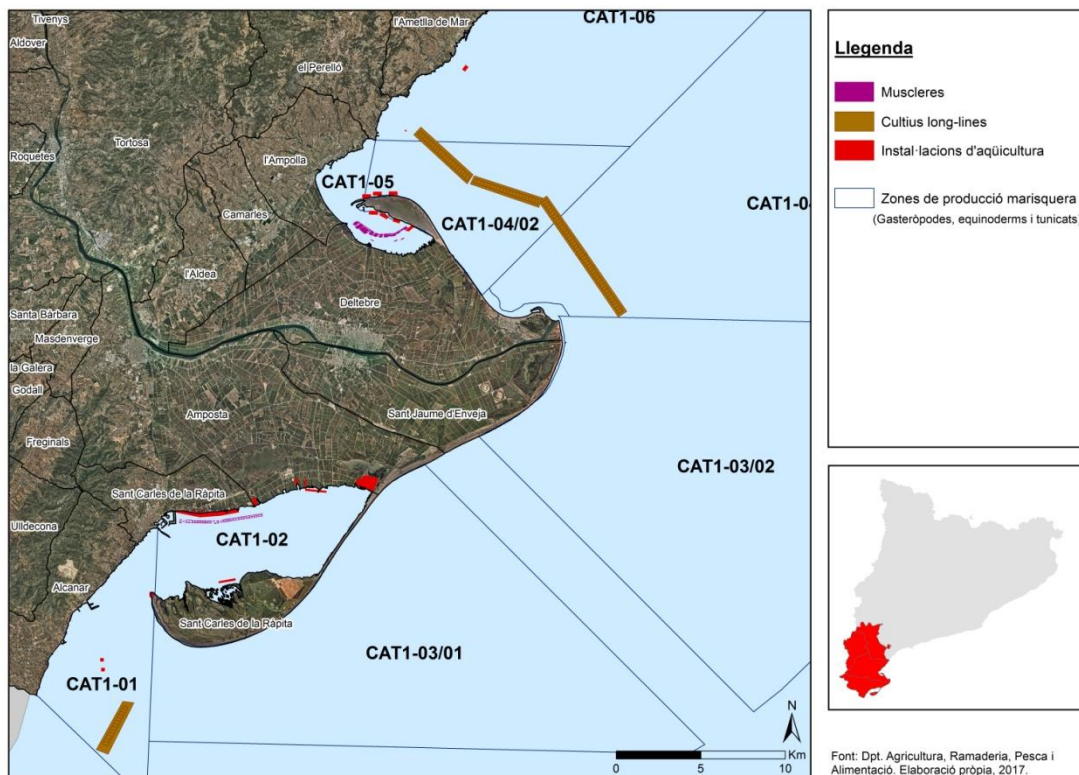 Tivenys
Aldover
l'Ametlla de Mar
CAT1-06
el Perelló
Tortosa
Roquetes
l'Ampolla
CAT1-05
Camarles
CAT1-04/02
CAT1-04
l'Aldea
Deltebre
Santa Bàrbara
Masdenverge
la Galera
Godall
Amposta
Sant Jaume d'Enveja
Freginals
CAT1-03/02
Sant Carles de la Ràpita
Ulldecona
CAT1-02
Alcanar
Sant Carles de la Ràpita
CAT1-03/01
CAT1-01
N
Km
0 5 10
Llegenda
Muscleres
Cultius long-lines
Instal·lacions d'aqüicultura
Zones de producció marisquera
(Gasteròpodes, equinoderms i tunicats)
Font: Dpt. Agricultura, Ramaderia, Pesca i
Alimentació. Elaboració pròpia, 2017.